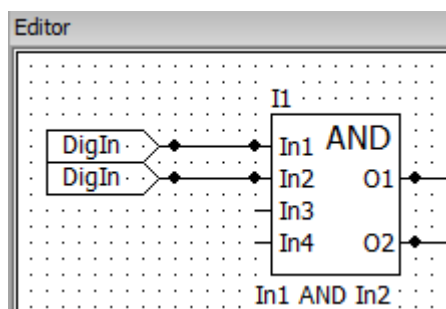 Editor
I1
AND
DigIn
In1
DigIn
In2
O1
In3
In4
O2
In1 AND In2